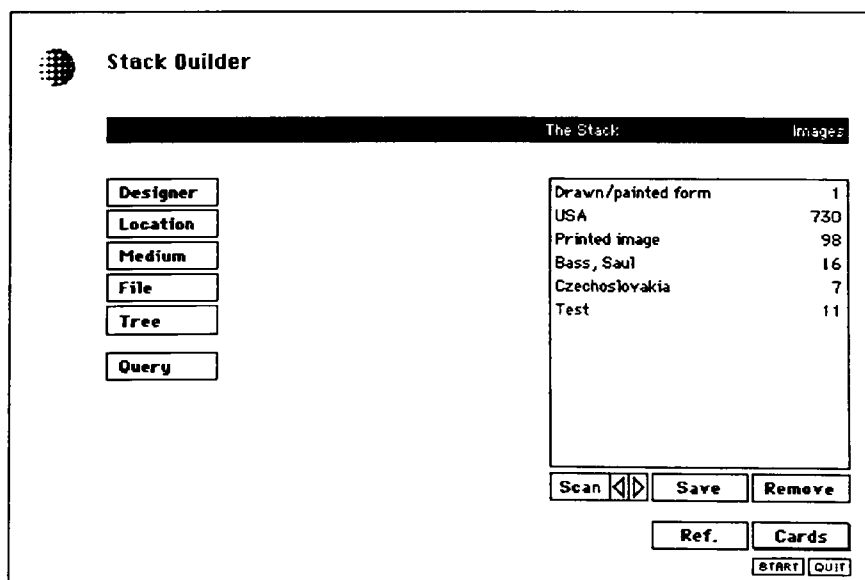 Stack Builder
The Stack Images
Designer
Location
Medium
File
Tree
Query
Drawn/painted form 1
USA 730
Printed image 98
Bass, Saul 16
Czechoslovakia 7
Test 11
Scan Save Remove
Ref. Cards
START QUIT